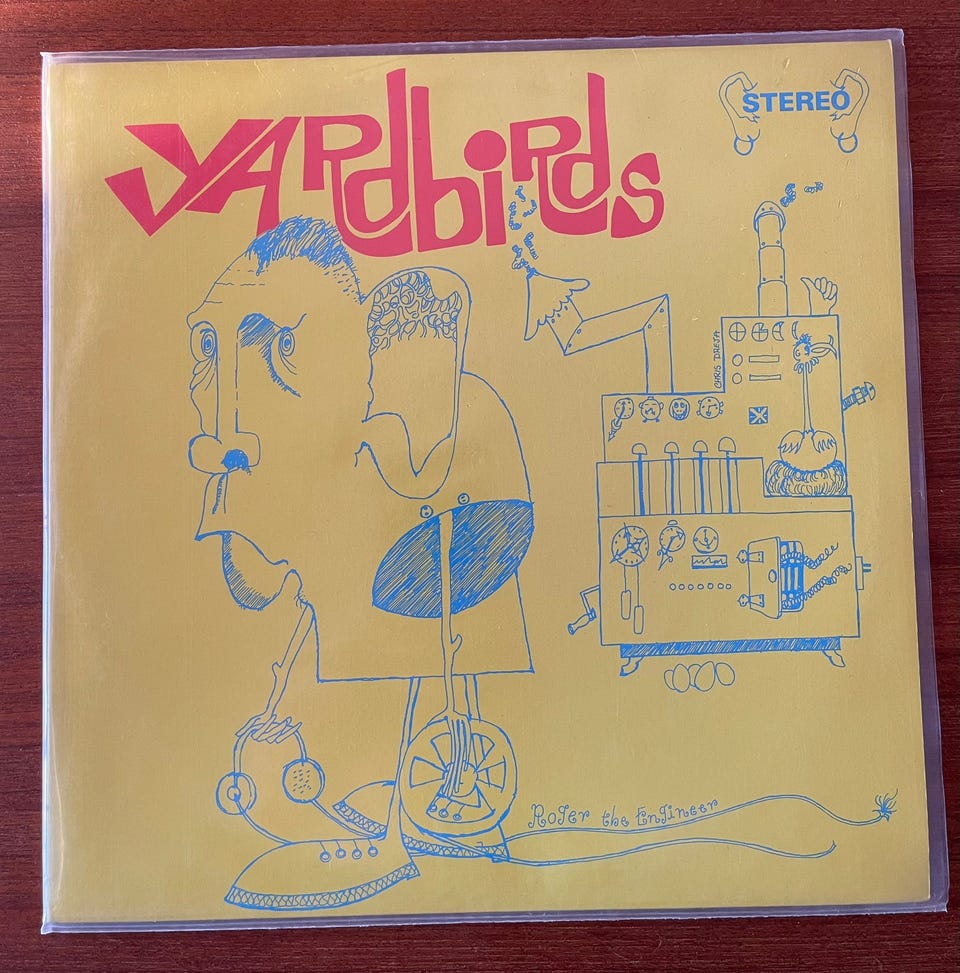 YARDbIRds
STEREO
CHRIS DREJA
Roger the Engineer